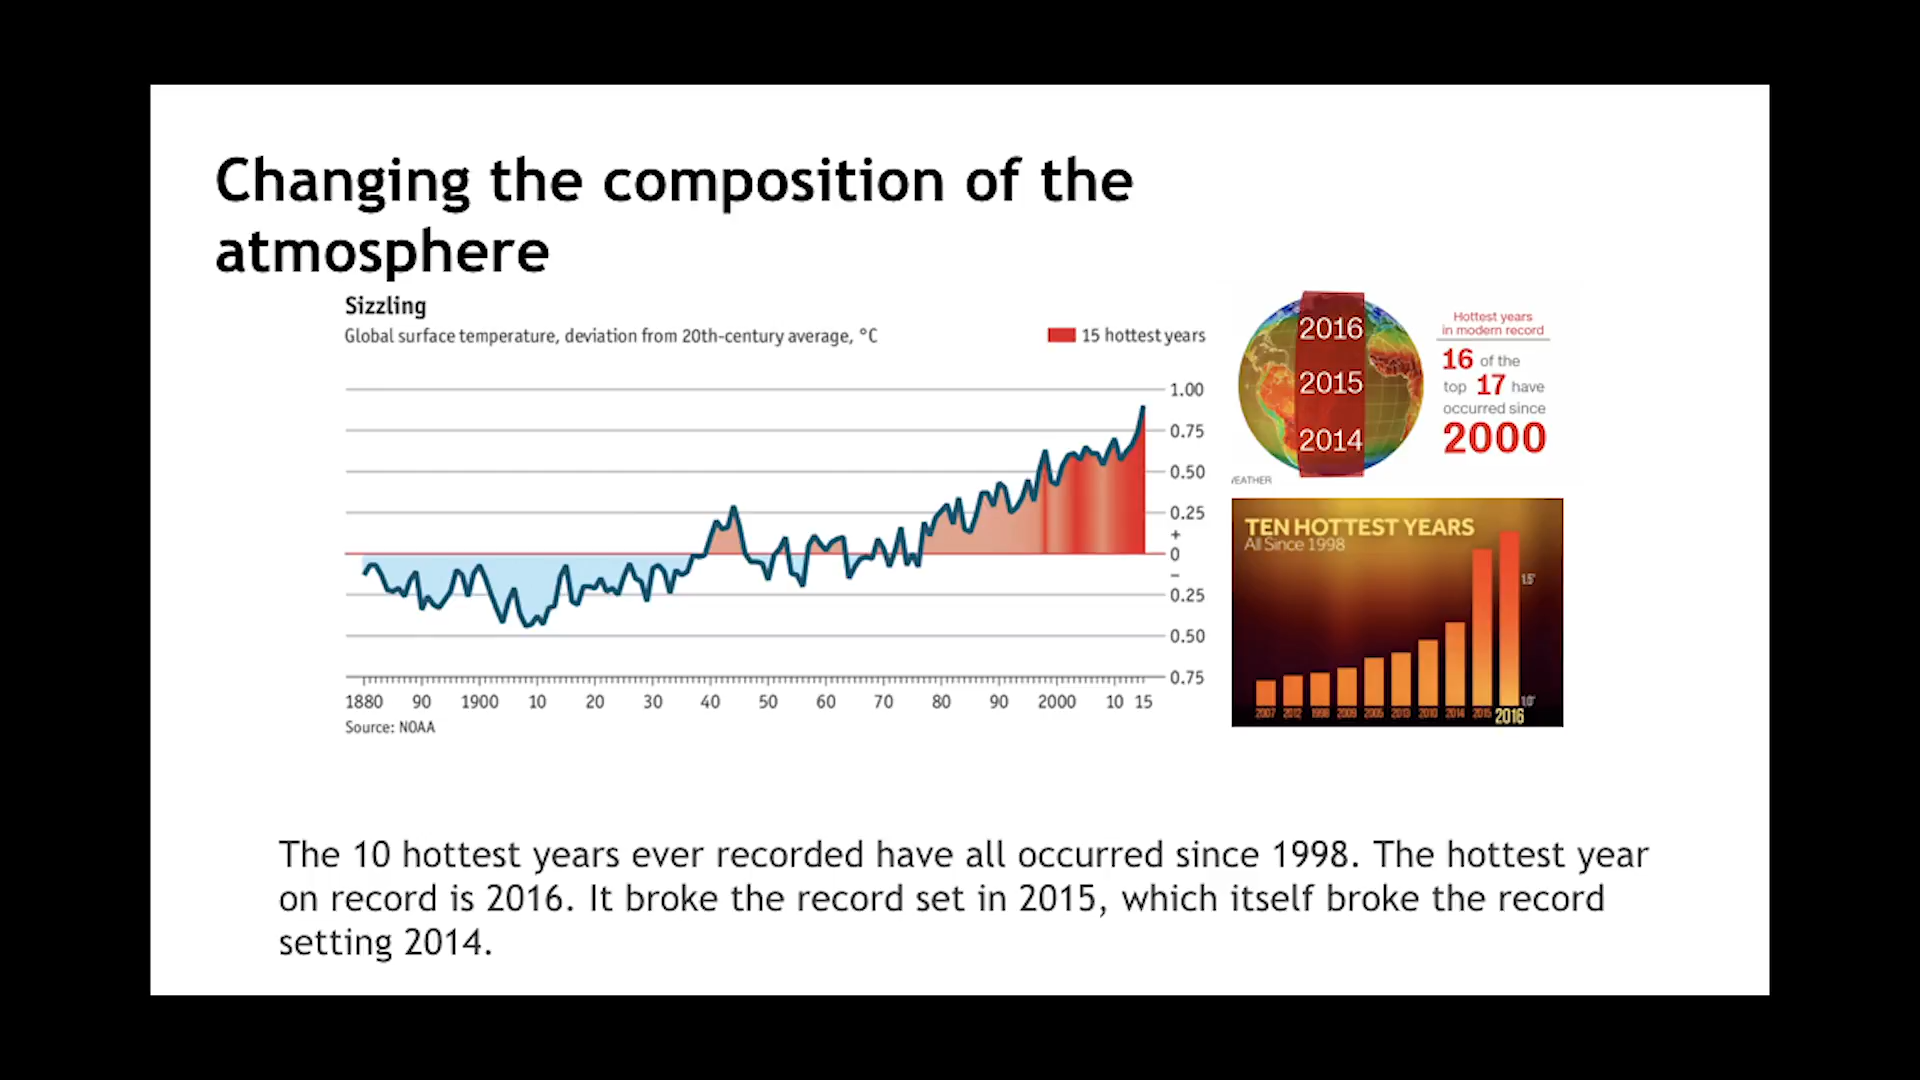 Changing the composition of the
atmosphere
Sizzling
Global surface temperature, deviation from 20th-century average, °C
15 hottest years
1.00
0.75
0.50
0.25
+
0
–
0.25
0.50
0.75
1880 90 1900 10 20 30 40 50 60 70 80 90 2000 10 15
Source: NOAA
2016
2015
2014
EATHER
Hottest years
in modern record
16 of the
top 17 have
occurred since
2000
TEN HOTTEST YEARS
All Since 1998
1.5°
1.0°
2007 2012 1998 2009 2005 2013 2010 2014 2015 2016
The 10 hottest years ever recorded have all occurred since 1998. The hottest year
on record is 2016. It broke the record set in 2015, which itself broke the record
setting 2014.